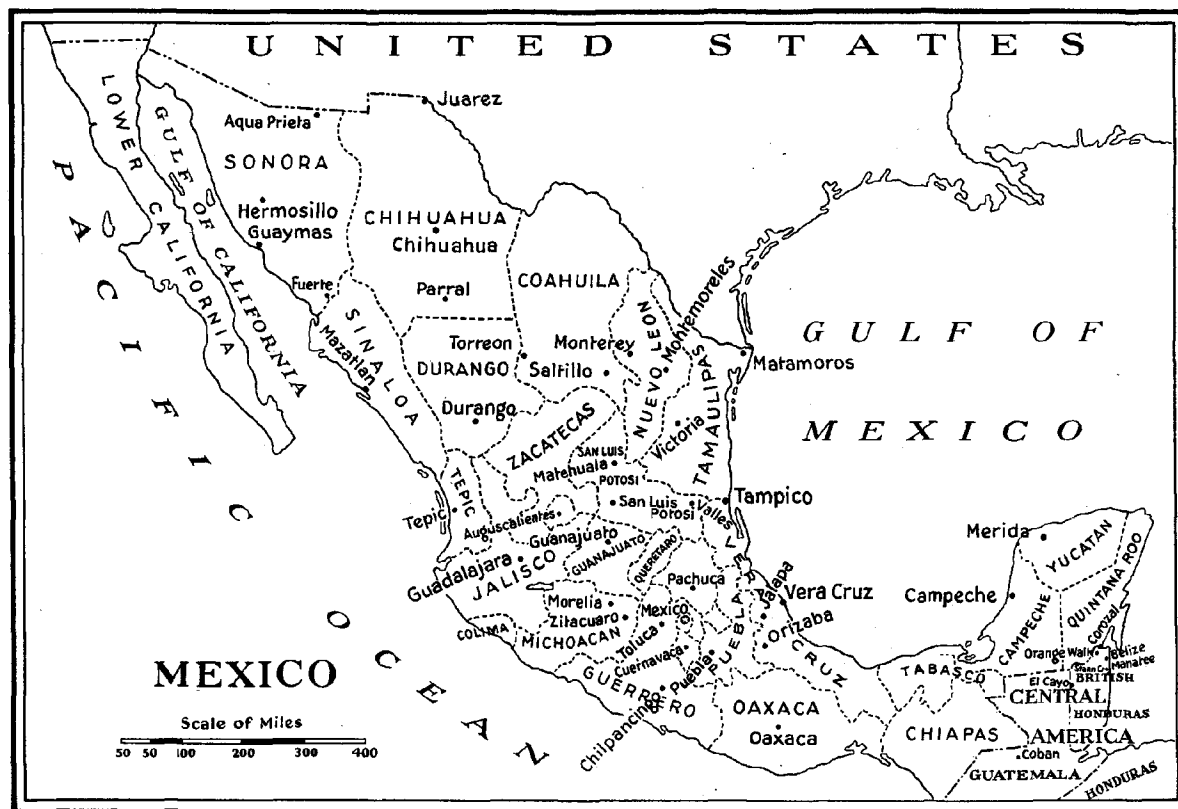 UNITED STATES
Juarez
Aqua Prieta
LOWER CALIFORNIA
GULF OF CALIFORNIA
SONORA
PACIFIC OCEAN
Hermosillo
Guaymas
CHIHUAHUA
Chihuahua
COAHUILA
Fuerte
Parral
SINALOA
Mazatlan
NUEVO LEON
Montemoreles
GULF OF
MEXICO
Torreon
Monterey
Matamoros
DURANGO
Saltillo
TAMAULIPAS
Durango
ZACATECAS
Victoria
SAN LUIS
Matehuala
POTOSI
TEPIC
Tepic
San Luis
Potosi
Valles
Tampico
Auguscalientes
Guanajuato
GUANAJUATO
QUERETARO
VERA CRUZ
Guadalajara
JALISCO
Pachuca
Jalapa
Vera Cruz
Merida
YUCATAN
QUINTANA ROO
Campeche
CAMPECHE
Morelia
Zitacuaro
Mexico
PUEBLA
Orizaba
COLIMA
MICHOACAN
Toluca
Cuernavaca
Puebla
Corozal
Orange Walk
Belize
Manaree
El Cayo
BRITISH
HONDURAS
TABASCO
CENTRAL
AMERICA
GUERRERO
Chilpancingo
OAXACA
Oaxaca
CHIAPAS
Coban
GUATEMALA
HONDURAS
MEXICO
Scale of Miles
50 50 100 200 300 400